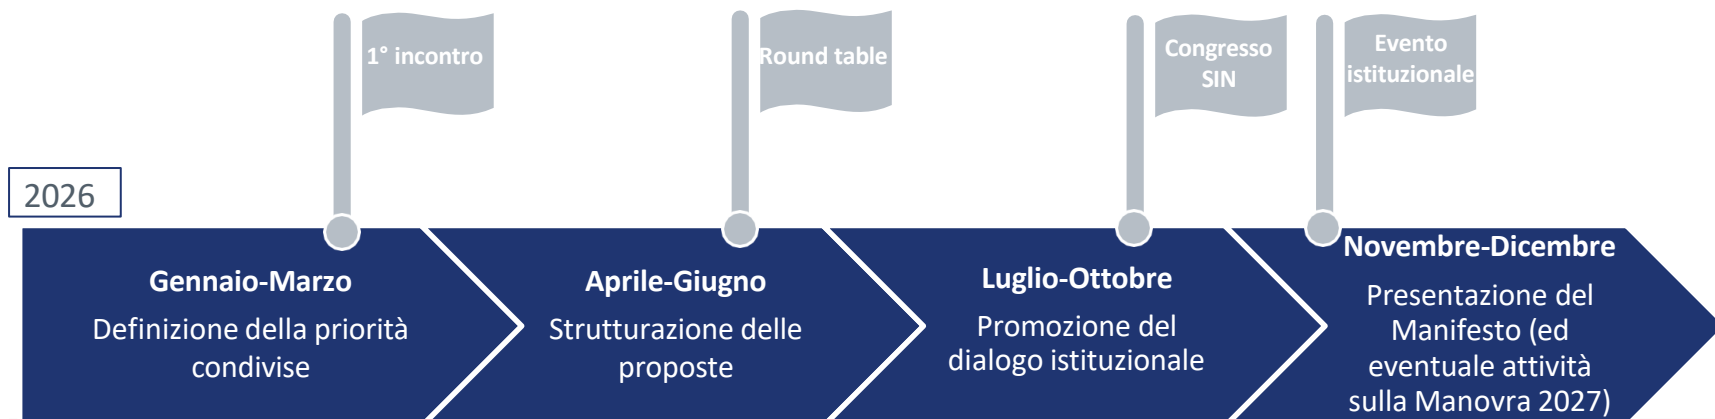 1° incontro
Round table
Congresso
SIN
Evento
istituzionale
2026
Gennaio-Marzo
Definizione della priorità
condivise
Aprile-Giugno
Strutturazione delle
proposte
Luglio-Ottobre
Promozione del
dialogo istituzionale
Novembre-Dicembre
Presentazione del
Manifesto (ed
eventuale attività
sulla Manovra 2027)